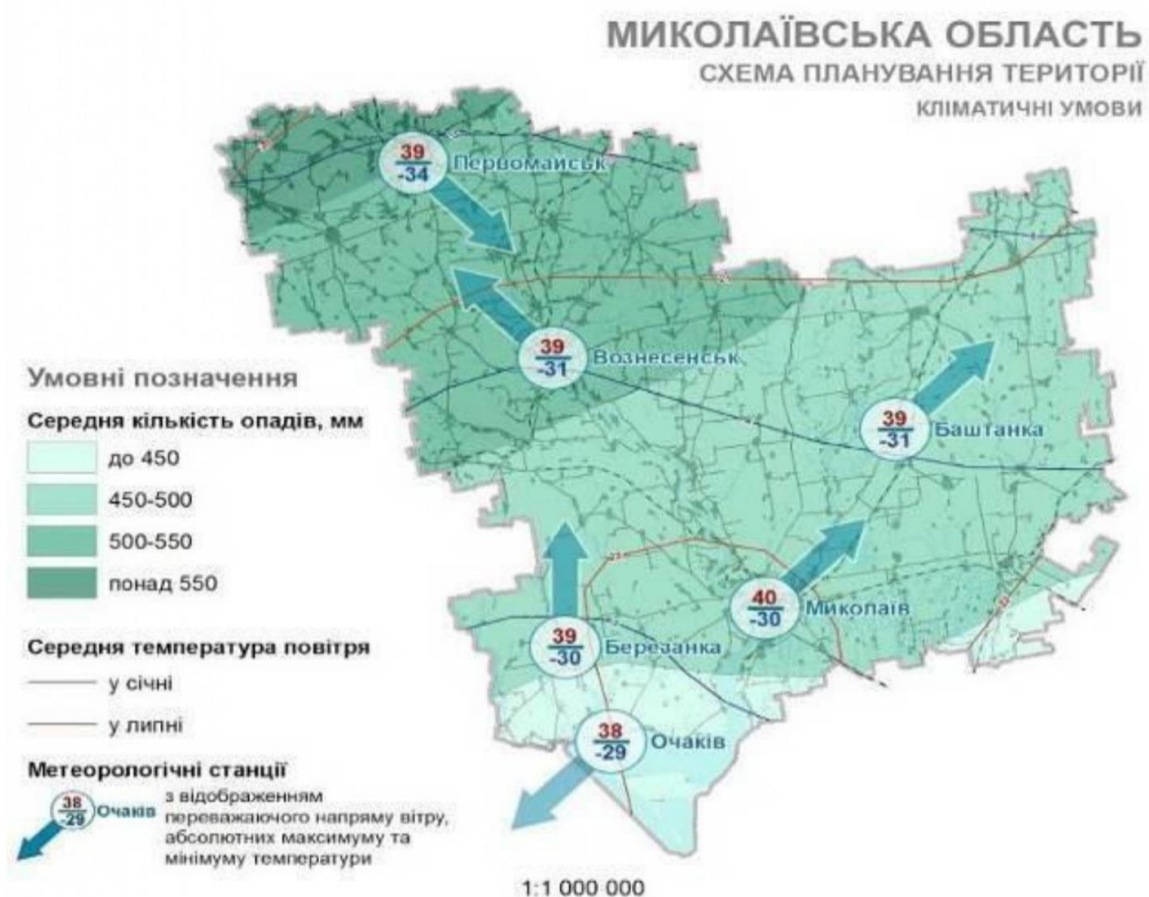 МИКОЛАЇВСЬКА ОБЛАСТЬ
СХЕМА ПЛАНУВАННЯ ТЕРИТОРІЇ
КЛІМАТИЧНІ УМОВИ
39
-34
Первомайськ
39
-31
Вознесенськ
39
-31
Баштанка
40
-30
Миколаїв
39
-30
Березанка
38
-29
Очаків
Умовні позначення
Середня кількість опадів, мм
до 450
450-500
500-550
понад 550
Середня температура повітря
у січні
у липні
Метеорологічні станції
38
-29
Очаків
з відображенням
переважаючого напряму вітру,
абсолютних максимуму та
мінімуму температури
1:1 000 000